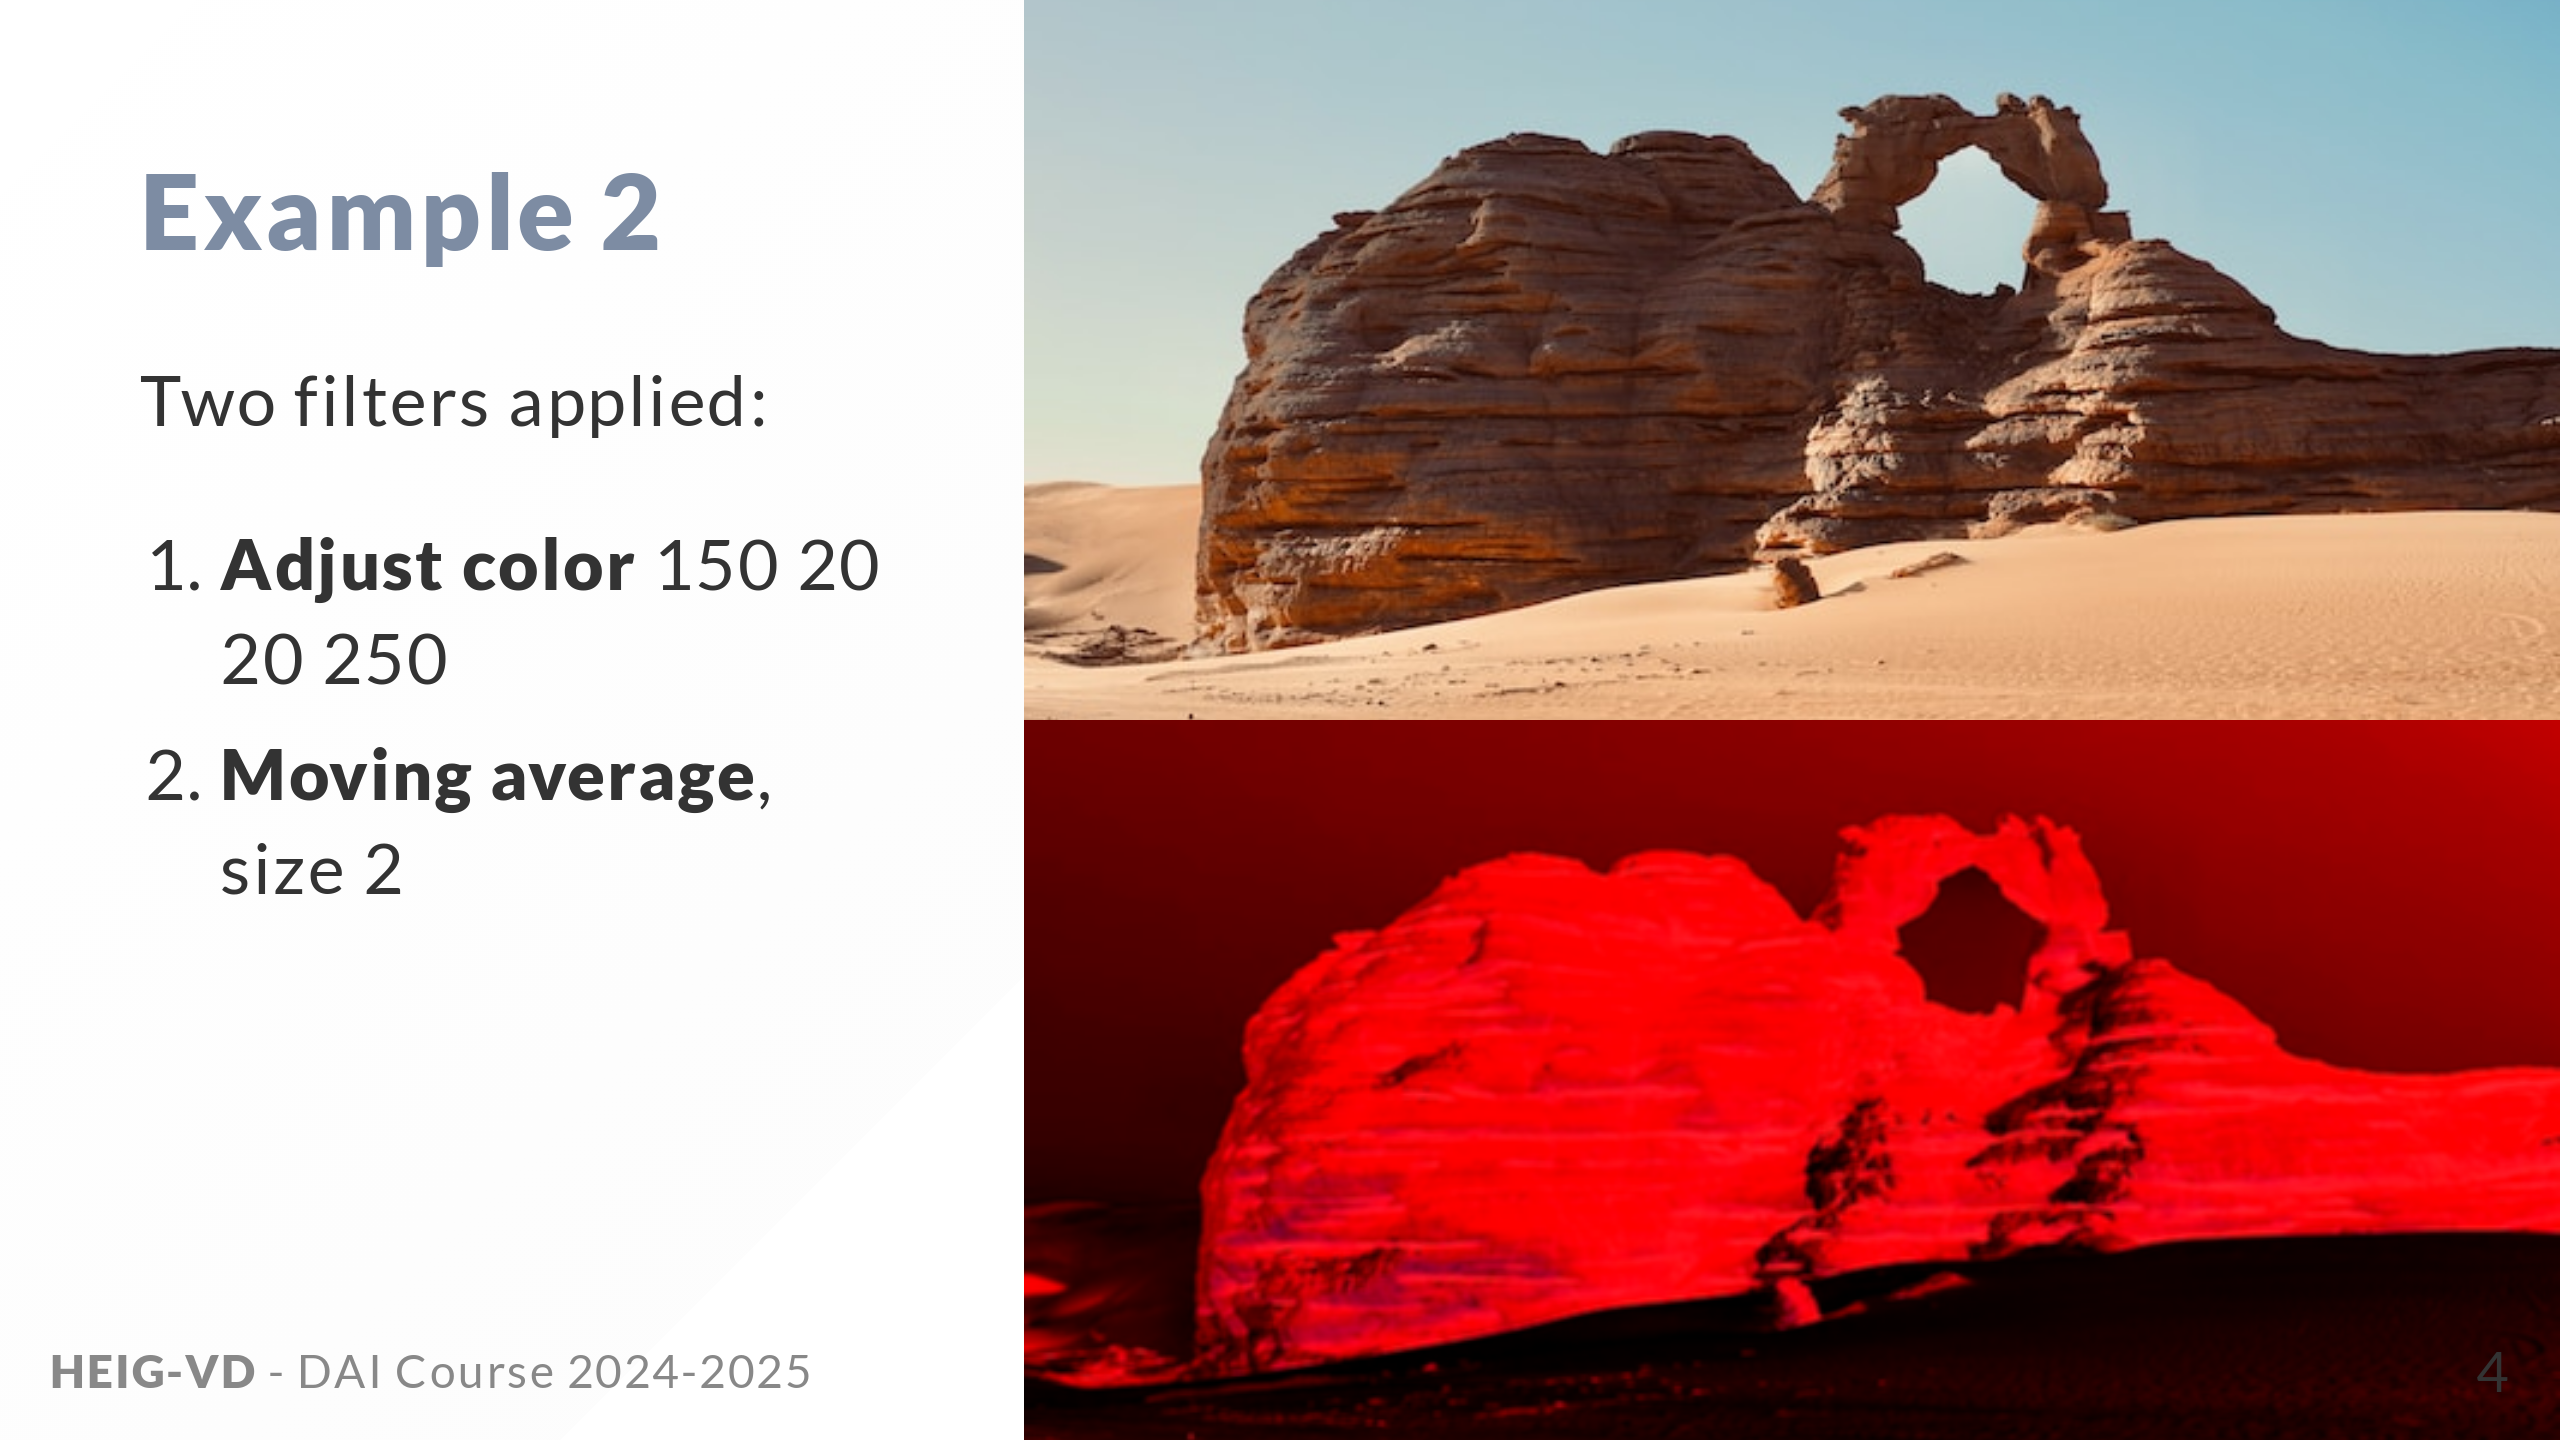 Example 2
Two filters applied:
1. Adjust color 150 20
20 250
2. Moving average,
size 2
HEIG-VD - DAI Course 2024-2025
4